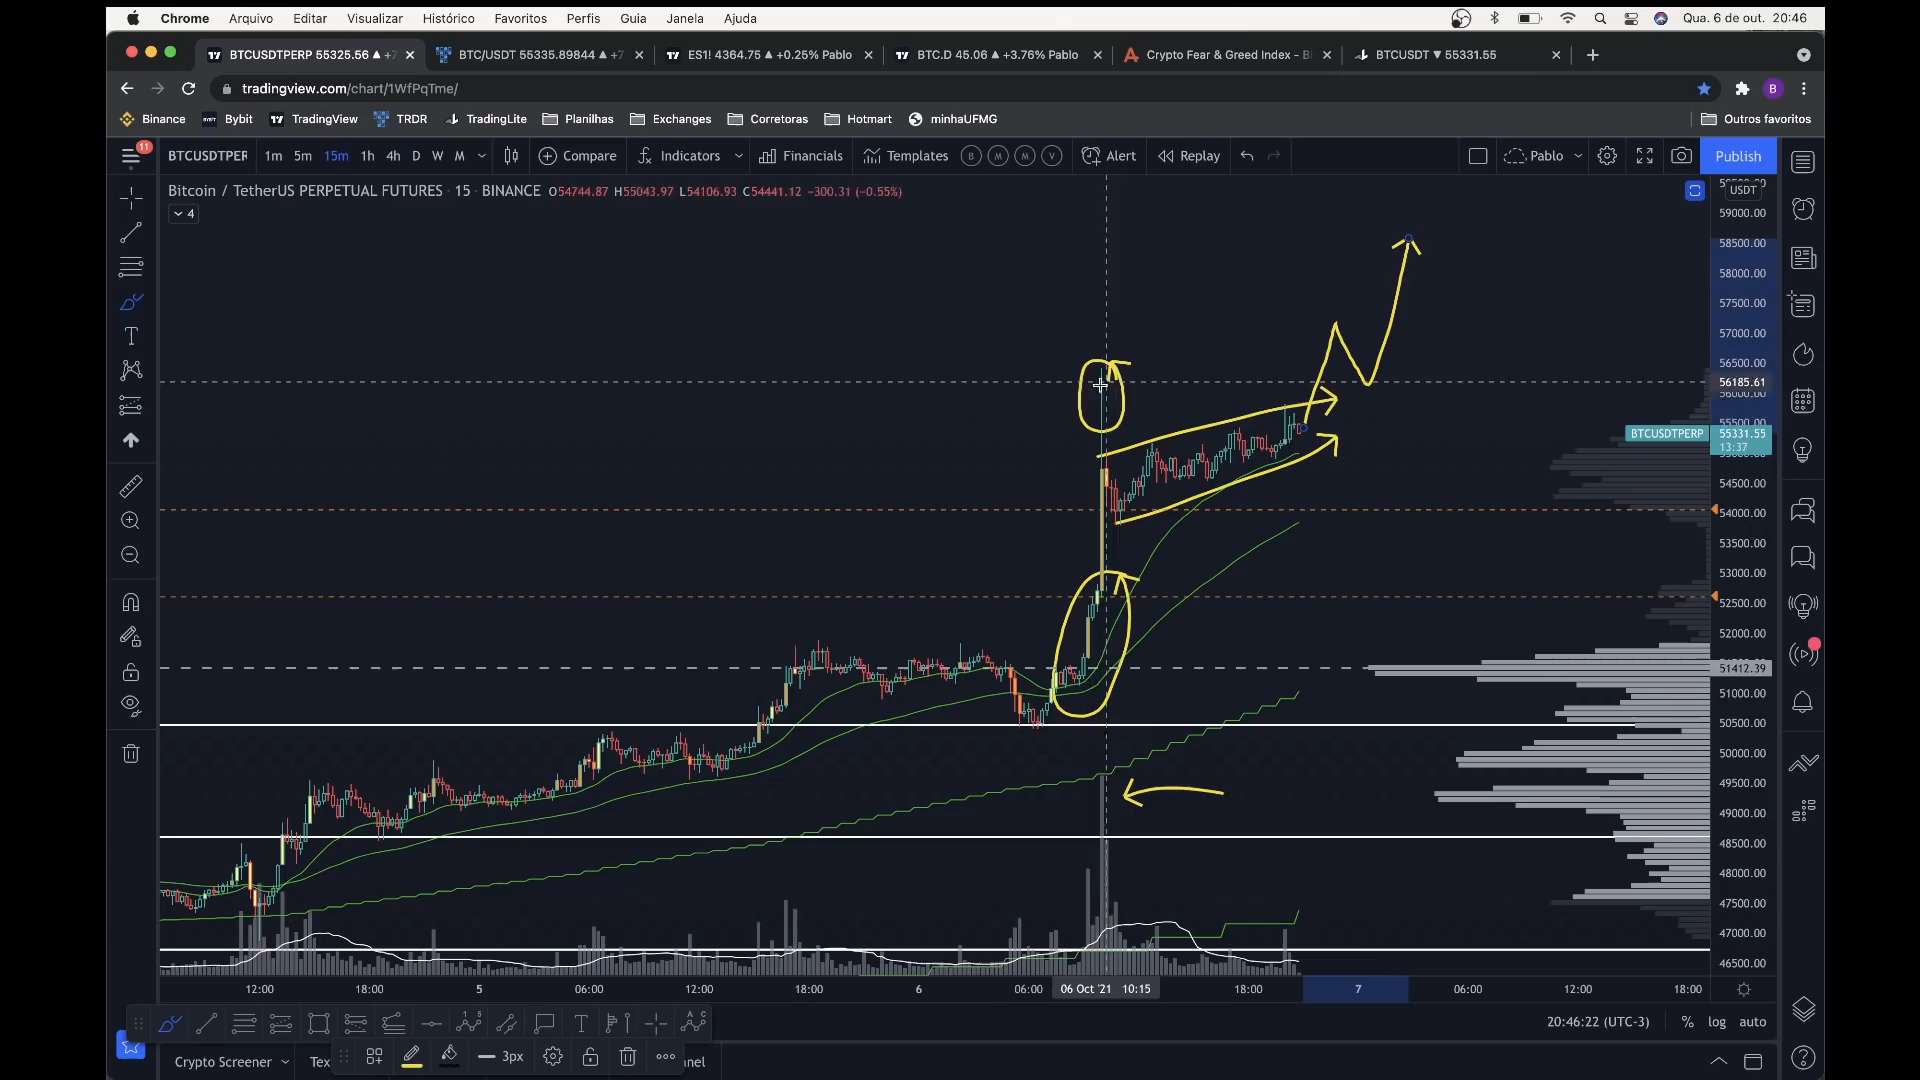 Chrome Arquivo Editar Visualizar Histórico Favoritos Perfis Guia Janela Ajuda Qua. 6 de out. 20:46
BTCUSDTPERP 55325.56 ▲ +7 BTC/USDT 55335.89844 ▲ +7 ES1! 4364.75 ▲ +0.25% Pablo BTC.D 45.06 ▲ +3.76% Pablo Crypto Fear & Greed Index - Bi BTCUSDT ▼ 55331.55
tradingview.com/chart/1WfPqTme/ B
Binance Bybit TradingView TRDR TradingLite Planilhas Exchanges Corretoras Hotmart minhaUFMG Outros favoritos
11 BTCUSDTPER 1m 5m 15m 1h 4h D W M Compare Indicators Financials Templates B M M V Alert Replay Pablo Publish
Bitcoin / TetherUS PERPETUAL FUTURES · 15 · BINANCE O54744.87 H55043.97 L54106.93 C54441.12 −300.31 (−0.55%)
USDT
4
59000.00
58500.00
58000.00
57500.00
57000.00
56500.00
56185.61
56000.00
55500.00
BTCUSDTPERP 55331.55
13:37
54500.00
54000.00
53500.00
53000.00
52500.00
52000.00
51412.39
51000.00
50500.00
50000.00
49500.00
49000.00
48500.00
48000.00
47500.00
47000.00
46500.00
12:00 18:00 5 06:00 12:00 18:00 6 06:00 06 Oct '21 10:15 18:00 7 06:00 12:00 18:00
20:46:22 (UTC-3) % log auto
Crypto Screener Tex 3px nel